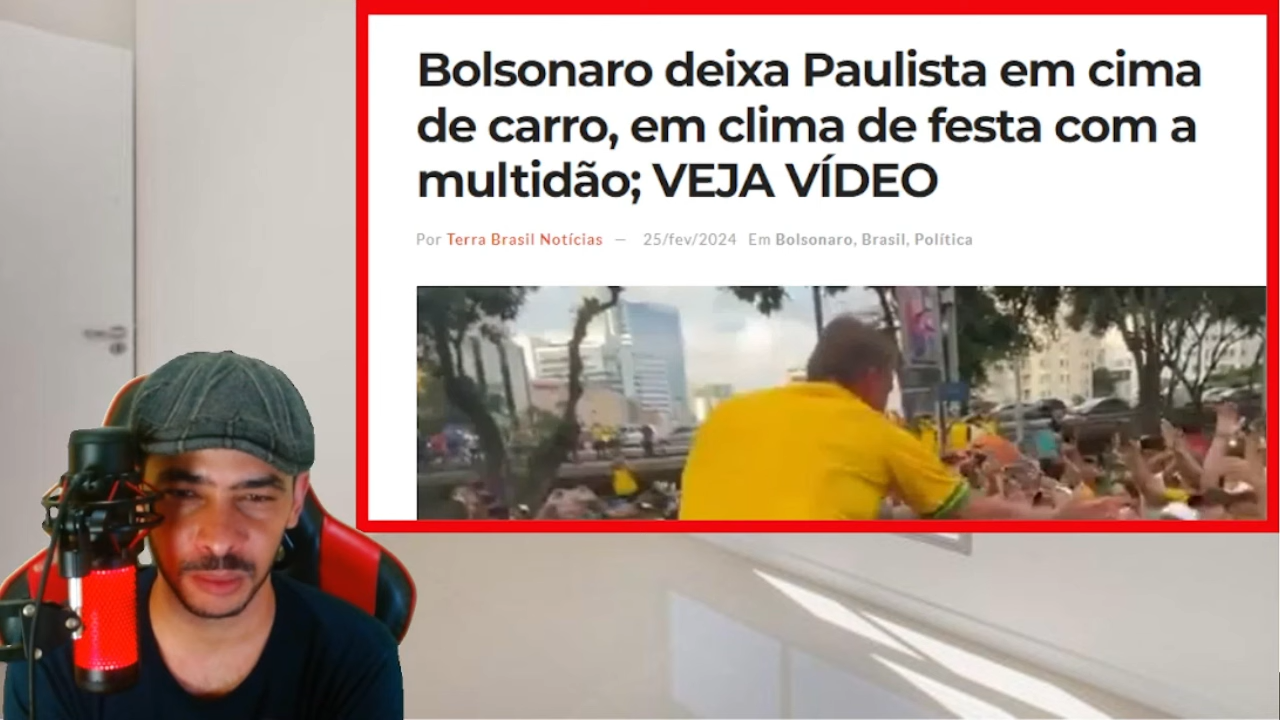 Bolsonaro deixa Paulista em cima
de carro, em clima de festa com a
multidão; VEJA VÍDEO
Por Terra Brasil Notícias — 25/fev/2024 Em Bolsonaro, Brasil, Política